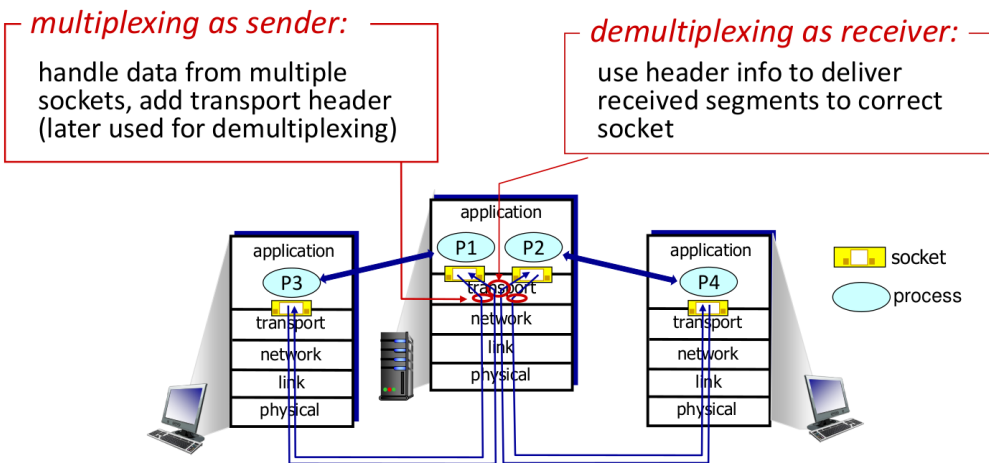 multiplexing as sender:
handle data from multiple
sockets, add transport header
(later used for demultiplexing)
demultiplexing as receiver:
use header info to deliver
received segments to correct
socket
application
P3
transport
network
link
physical
application
P1
P2
transport
network
link
physical
application
P4
transport
network
link
physical
socket
process